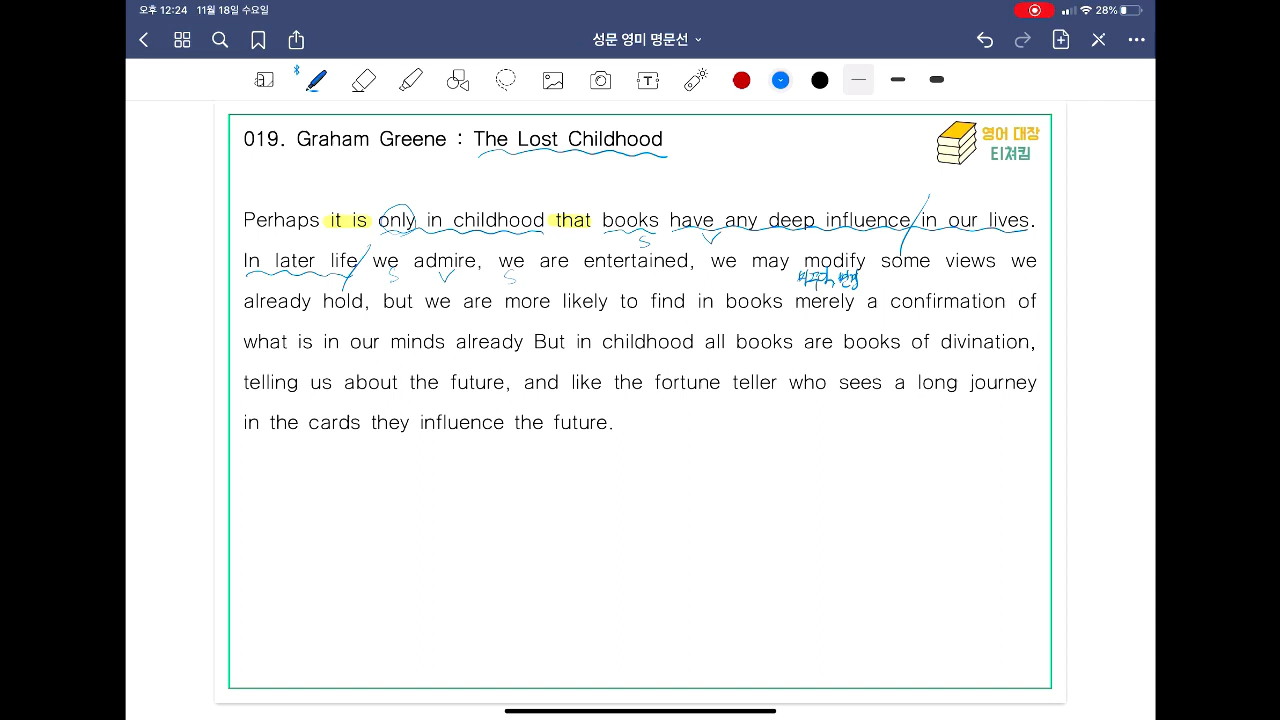 오후 12:24 11월 18일 수요일 28%
성문 영미 명문선
T
019. Graham Greene : The Lost Childhood
영어 대장
티쳐킴
Perhaps it is only in childhood that books have any deep influence in our lives.
S V
In later life we admire, we are entertained, we may modify some views we
S V S
already hold, but we are more likely to find in books merely a confirmation of
what is in our minds already But in childhood all books are books of divination,
telling us about the future, and like the fortune teller who sees a long journey
in the cards they influence the future.